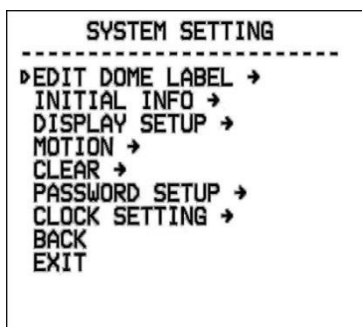 SYSTEM SETTING
EDIT DOME LABEL →
INITIAL INFO →
DISPLAY SETUP →
MOTION →
CLEAR →
PASSWORD SETUP →
CLOCK SETTING →
BACK
EXIT